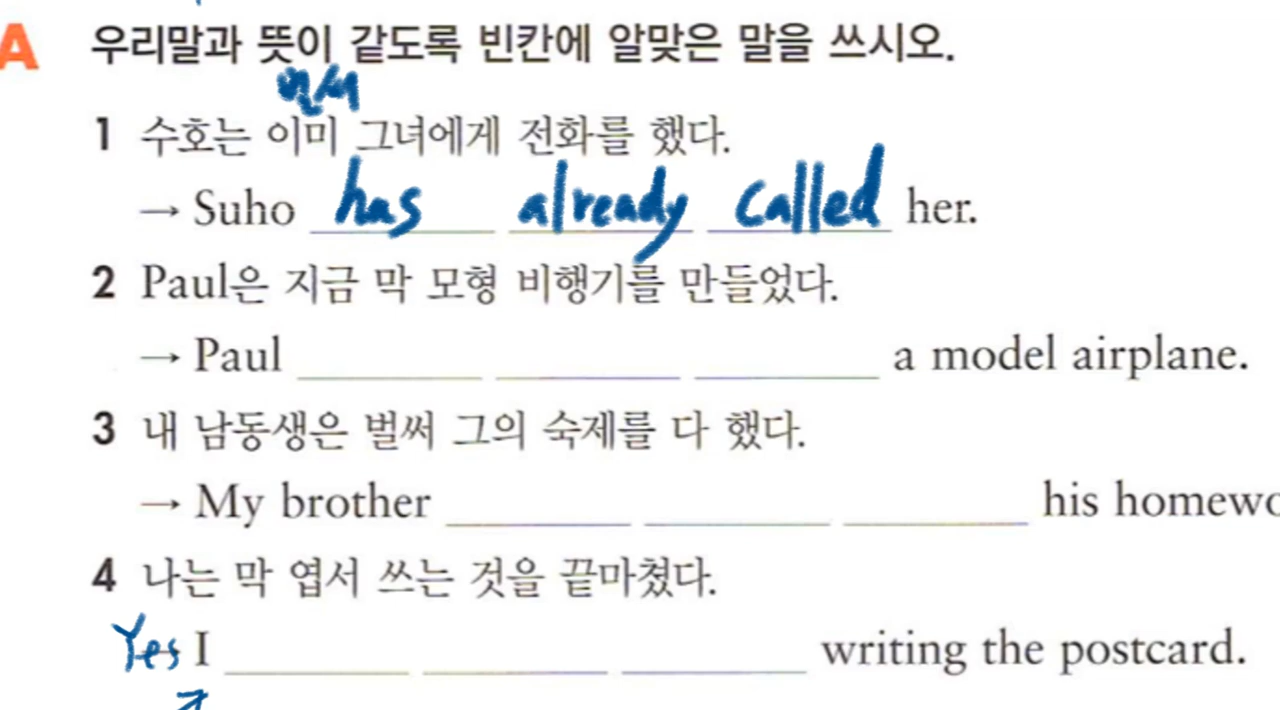 A 우리말과 뜻이 같도록 빈칸에 알맞은 말을 쓰시오.
1 수호는 이미 그녀에게 전화를 했다.
→ Suho has already called her.
2 Paul은 지금 막 모형 비행기를 만들었다.
→ Paul a model airplane.
3 내 남동생은 벌써 그의 숙제를 다 했다.
→ My brother his homewo
4 나는 막 엽서 쓰는 것을 끝마쳤다.
Yes I writing the postcard.